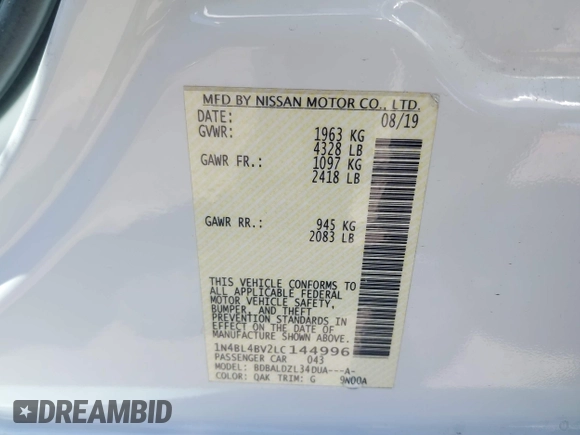 MFD BY NISSAN MOTOR CO., LTD.
DATE: 08/19
GVWR: 1963 KG
4328 LB
GAWR FR.: 1097 KG
2418 LB
GAWR RR.: 945 KG
2083 LB
THIS VEHICLE CONFORMS TO
ALL APPLICABLE FEDERAL
MOTOR VEHICLE SAFETY,
BUMPER, AND THEFT
PREVENTION STANDARDS IN
EFFECT ON THE DATE OF
MANUFACTURE SHOWN ABOVE.
1N4BL4BV2LC144996
PASSENGER CAR 043
MODEL: BDBALDZL34DUA---A-
COLOR: QAK TRIM: G 9N00A
DREAMBID